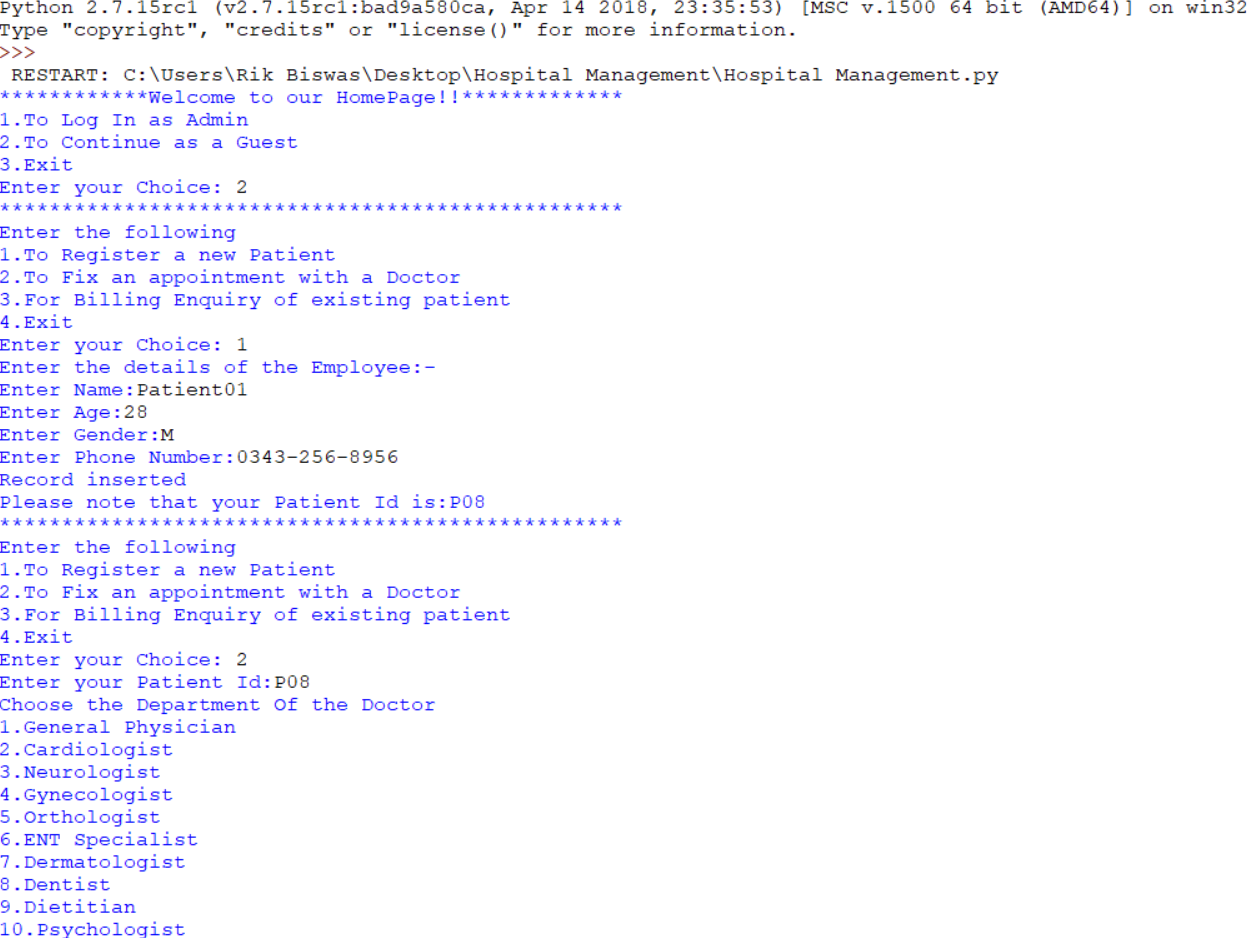 Python 2.7.15rc1 (v2.7.15rc1:bad9a580ca, Apr 14 2018, 23:35:53) [MSC v.1500 64 bit (AMD64)] on win32
Type "copyright", "credits" or "license()" for more information.
>>>
 RESTART: C:\Users\Rik Biswas\Desktop\Hospital Management\Hospital Management.py
************Welcome to our HomePage!!*************
1.To Log In as Admin
2.To Continue as a Guest
3.Exit
Enter your Choice: 2
**************************************************
Enter the following
1.To Register a new Patient
2.To Fix an appointment with a Doctor
3.For Billing Enquiry of existing patient
4.Exit
Enter your Choice: 1
Enter the details of the Employee:-
Enter Name:Patient01
Enter Age:28
Enter Gender:M
Enter Phone Number:0343-256-8956
Record inserted
Please note that your Patient Id is:P08
**************************************************
Enter the following
1.To Register a new Patient
2.To Fix an appointment with a Doctor
3.For Billing Enquiry of existing patient
4.Exit
Enter your Choice: 2
Enter your Patient Id:P08
Choose the Department Of the Doctor
1.General Physician
2.Cardiologist
3.Neurologist
4.Gynecologist
5.Orthologist
6.ENT Specialist
7.Dermatologist
8.Dentist
9.Dietitian
10.Psychologist